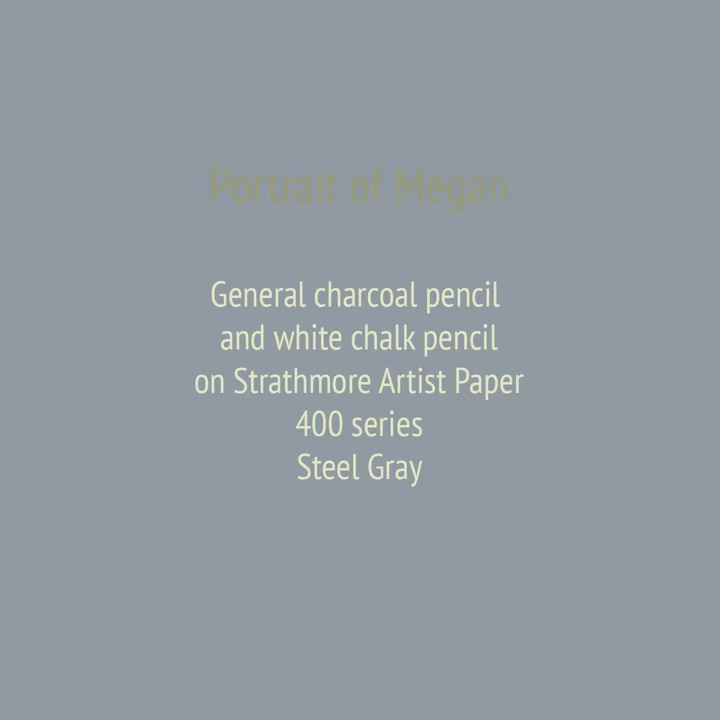 Portrait of Megan
General charcoal pencil
and white chalk pencil
on Strathmore Artist Paper
400 series
Steel Gray